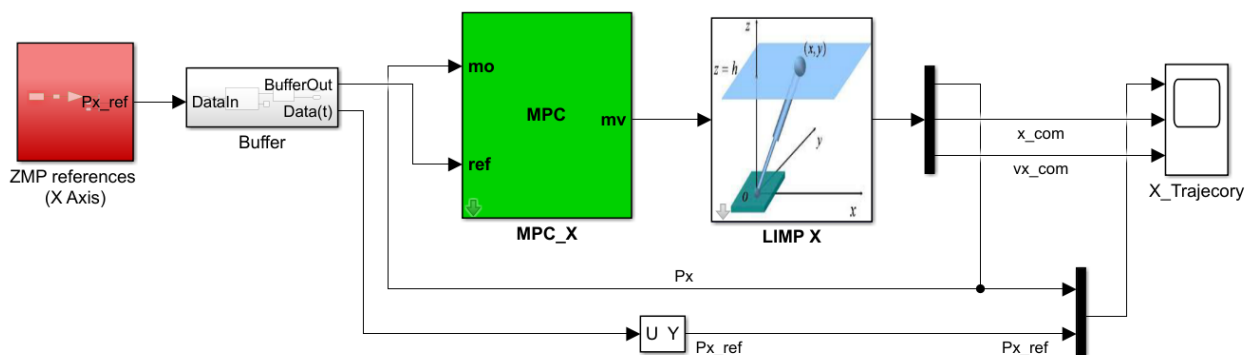 Px_ref
ZMP references
(X Axis)
DataIn
BufferOut
Data(t)
Buffer
mo
ref
MPC
mv
MPC_X
z
(x,y)
z = h
y
0
x
LIMP X
x_com
vx_com
X_Trajecory
Px
U Y
Px_ref
Px_ref